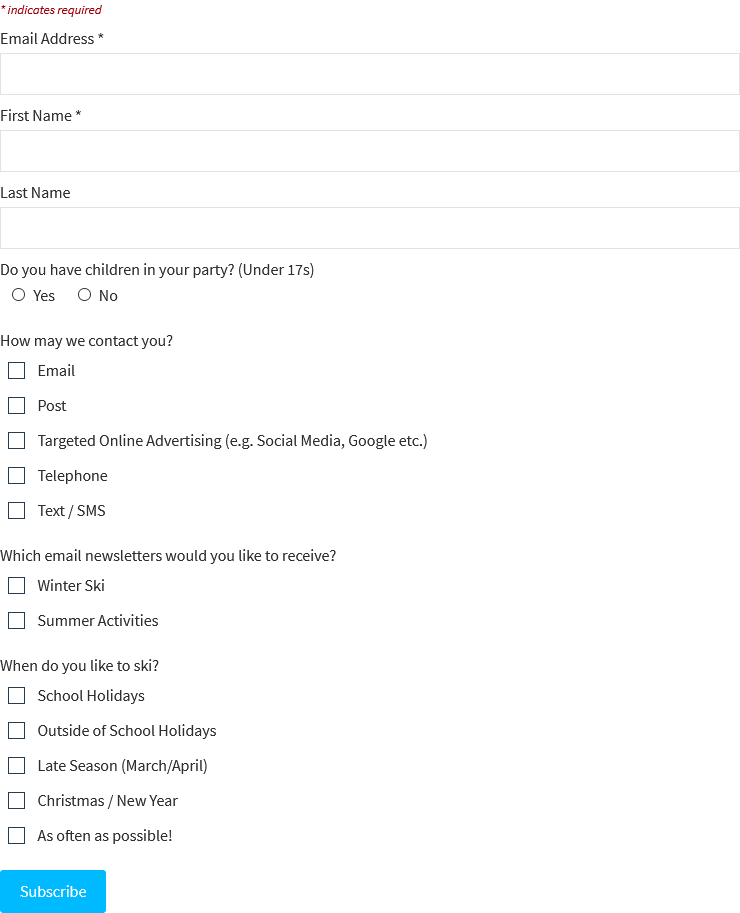 * indicates required
Email Address *
First Name *
Last Name
Do you have children in your party? (Under 17s)
Yes No
How may we contact you?
Email
Post
Targeted Online Advertising (e.g. Social Media, Google etc.)
Telephone
Text / SMS
Which email newsletters would you like to receive?
Winter Ski
Summer Activities
When do you like to ski?
School Holidays
Outside of School Holidays
Late Season (March/April)
Christmas / New Year
As often as possible!
Subscribe